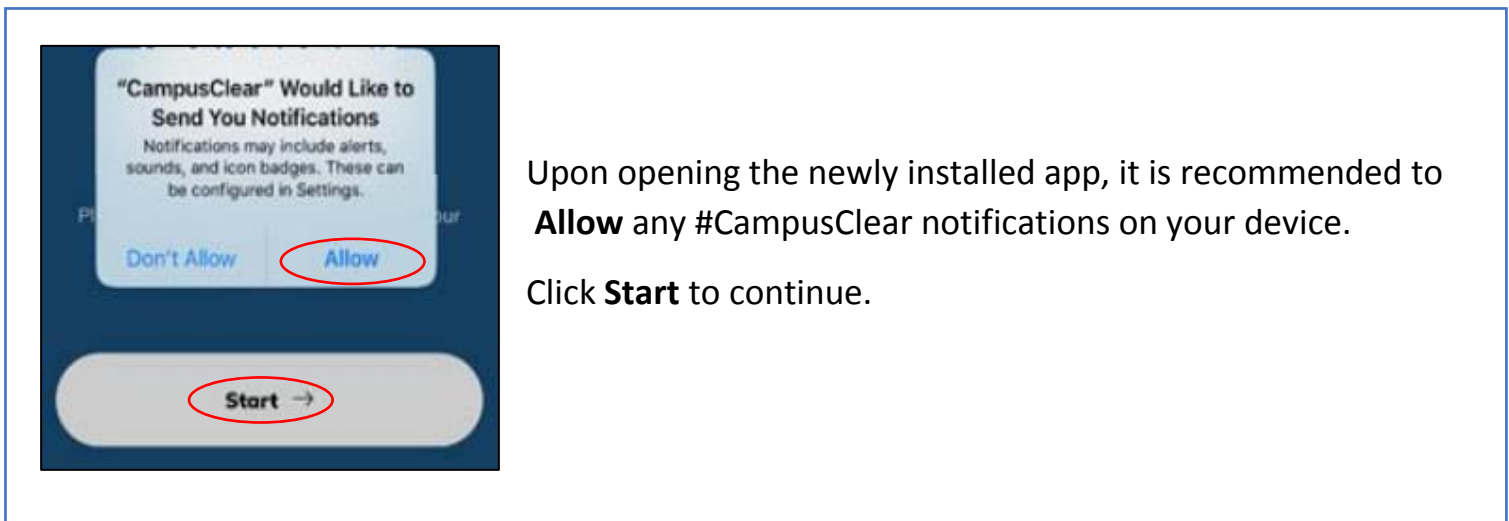 "CampusClear" Would Like to
Send You Notifications
Notifications may include alerts,
sounds, and icon badges. These can
be configured in Settings.
Don't Allow Allow
Start →
Upon opening the newly installed app, it is recommended to
Allow any #CampusClear notifications on your device.
Click Start to continue.